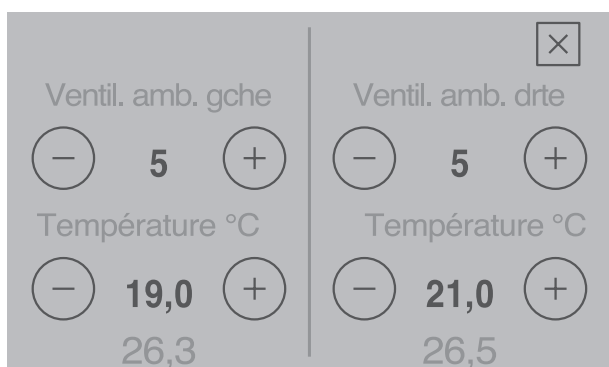 Ventil. amb. gche
5
Température °C
19,0
26,3
Ventil. amb. drte
5
Température °C
21,0
26,5